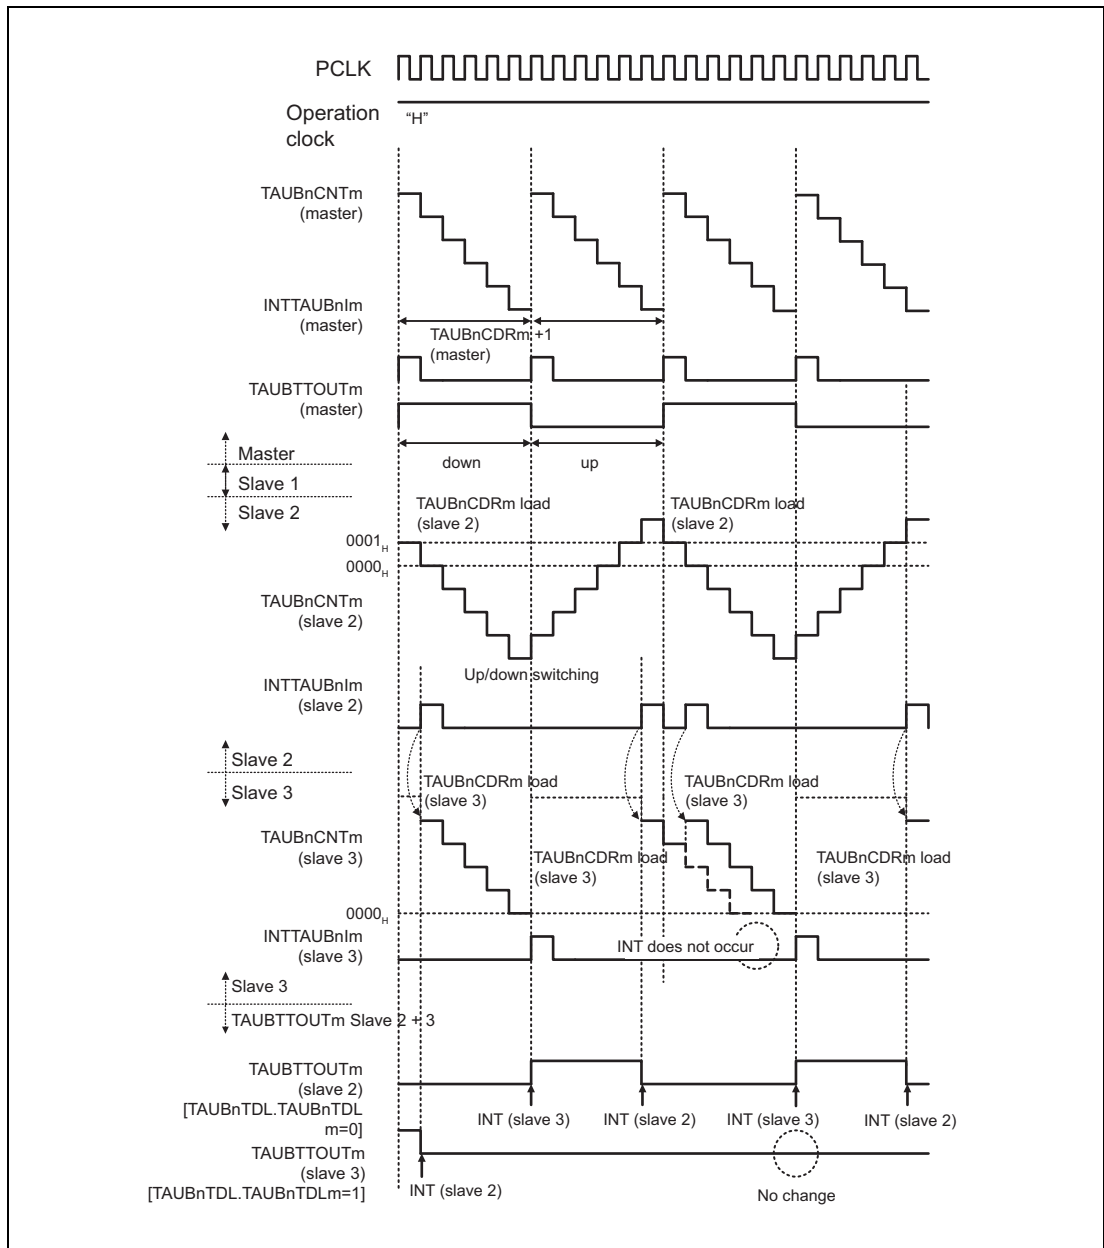 PCLK
Operation
clock
“H”
TAUBnCNTm
(master)
INTTAUBnIm
(master)
TAUBnCDRm +1
(master)
TAUBTTOUTm
(master)
down
up
Master
Slave 1
Slave 2
TAUBnCDRm load
(slave 2)
TAUBnCDRm load
(slave 2)
0001H
0000H
TAUBnCNTm
(slave 2)
Up/down switching
INTTAUBnIm
(slave 2)
Slave 2
Slave 3
TAUBnCDRm load
(slave 3)
TAUBnCDRm load
(slave 3)
TAUBnCNTm
(slave 3)
TAUBnCDRm load
(slave 3)
TAUBnCDRm load
(slave 3)
0000H
INTTAUBnIm
(slave 3)
INT does not occur
Slave 3
TAUBTTOUTm Slave 2 + 3
TAUBTTOUTm
(slave 2)
[TAUBnTDL.TAUBnTDL
m=0]
INT (slave 3)
INT (slave 2)
INT (slave 3)
INT (slave 2)
TAUBTTOUTm
(slave 3)
[TAUBnTDL.TAUBnTDLm=1]
INT (slave 2)
No change